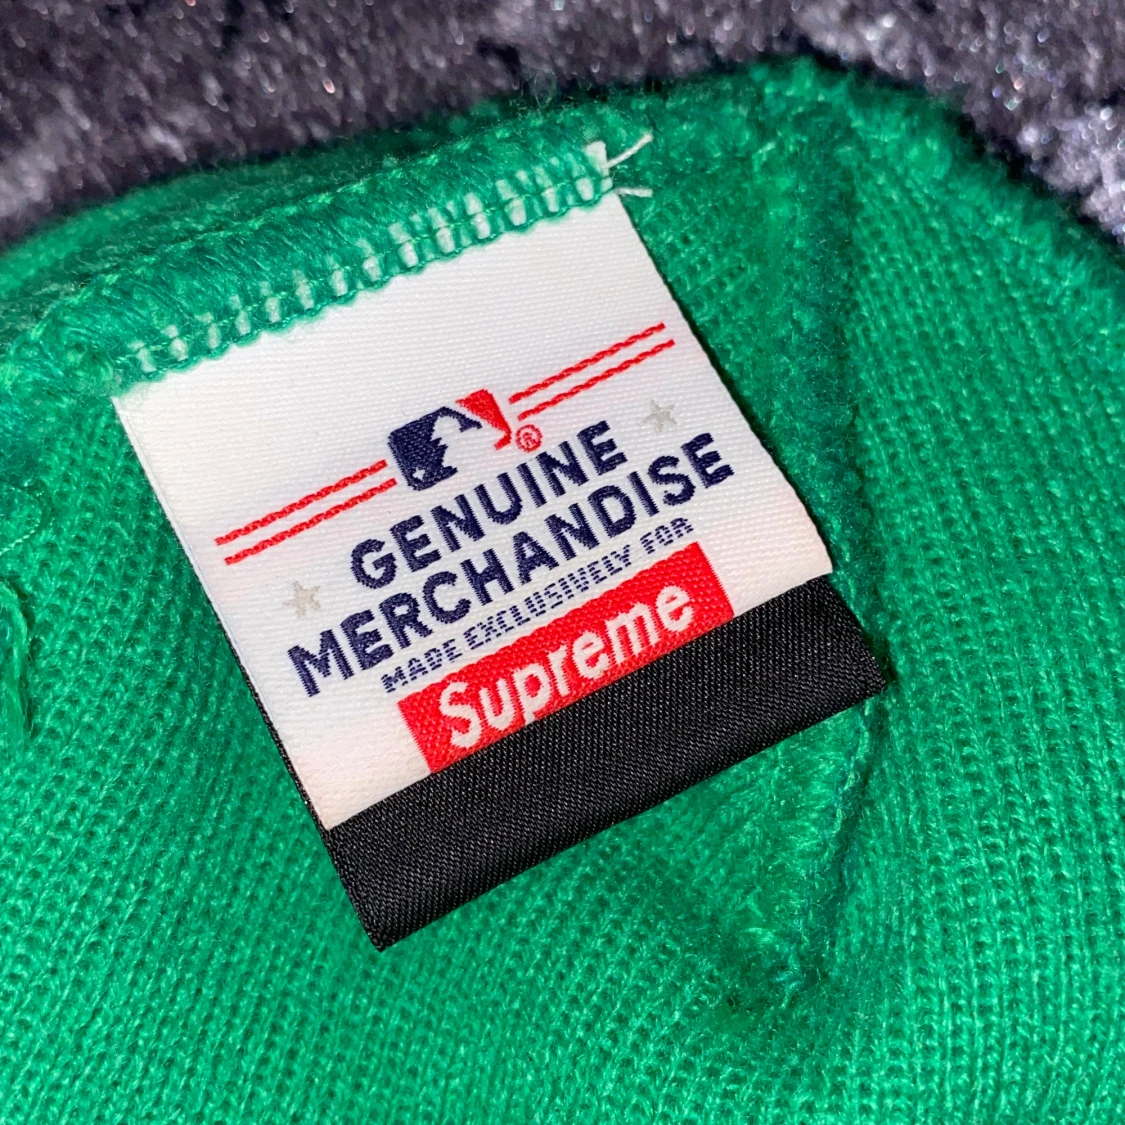 ®
GENUINE
MERCHANDISE
MADE EXCLUSIVELY FOR
Supreme